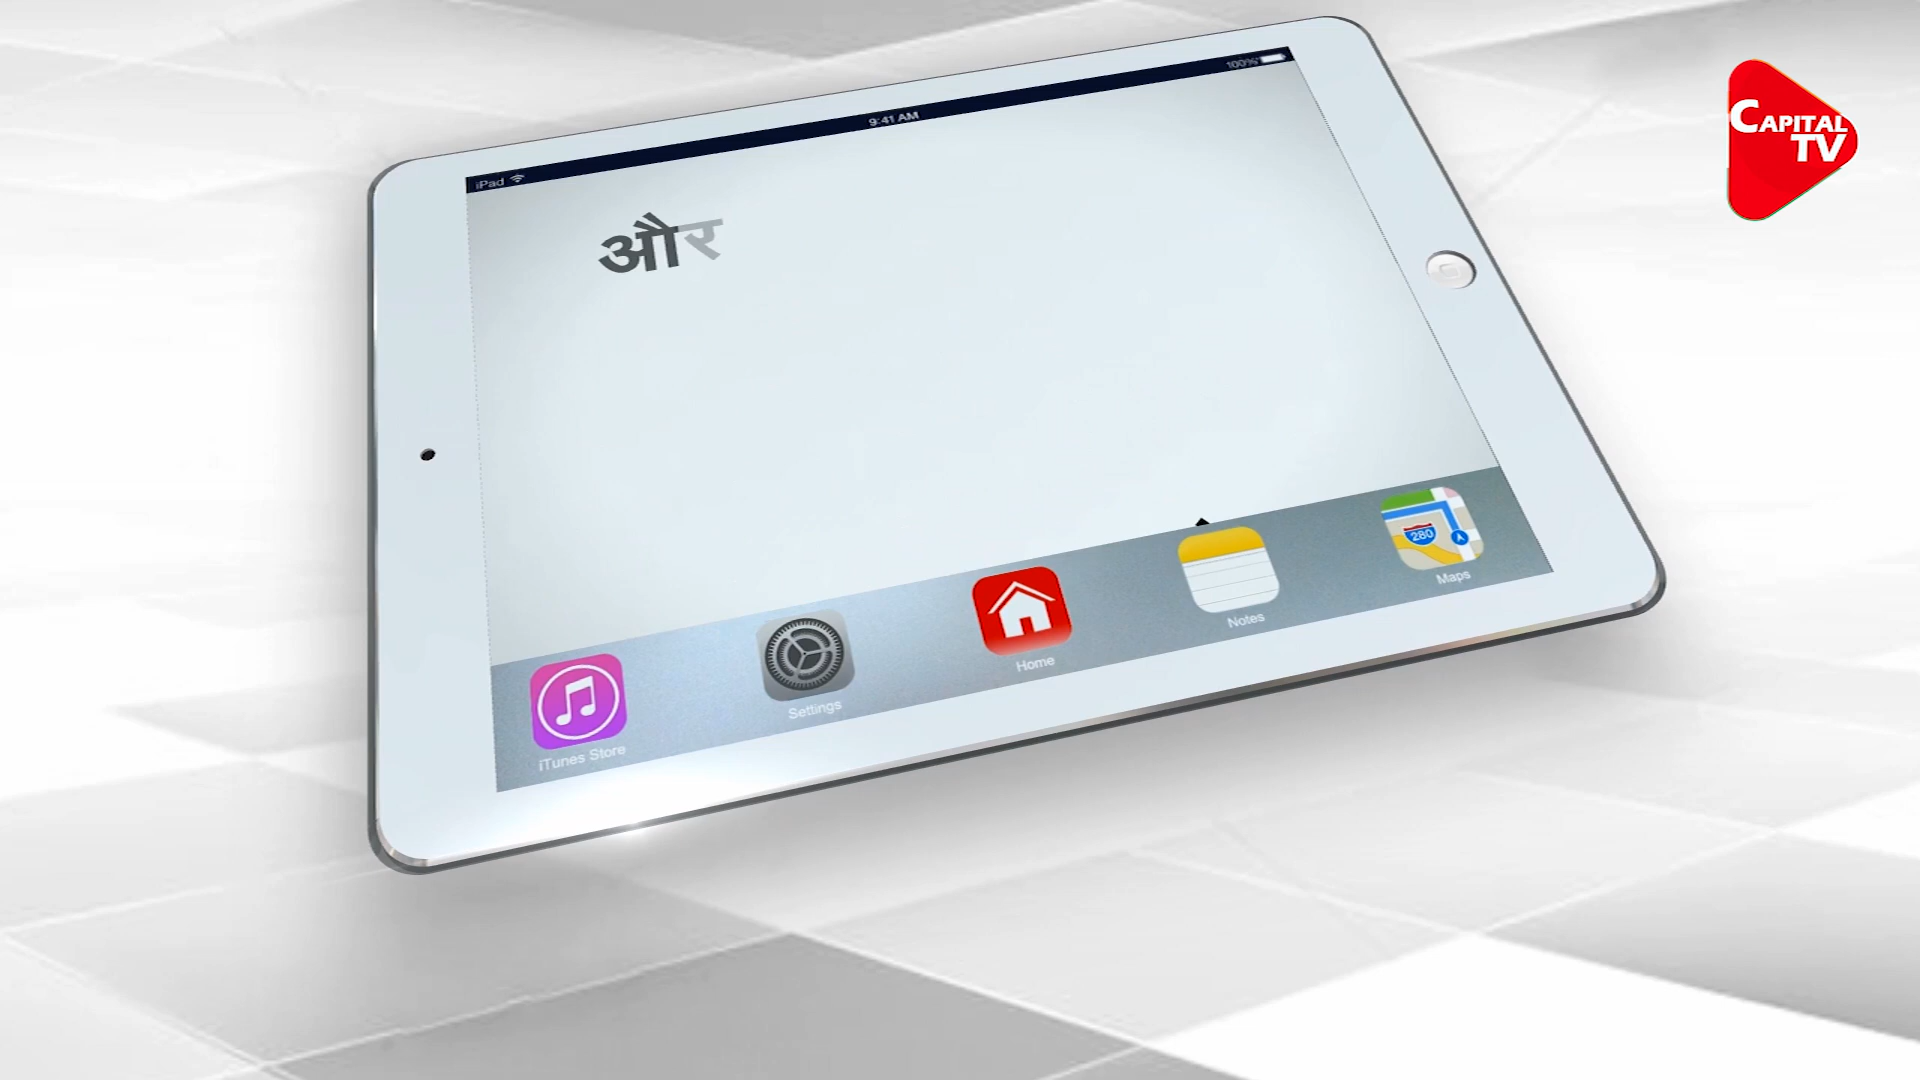 CAPITAL
TV
iPad
9:41 AM
100%
और
280
iTunes Store
Settings
Home
Notes
Maps